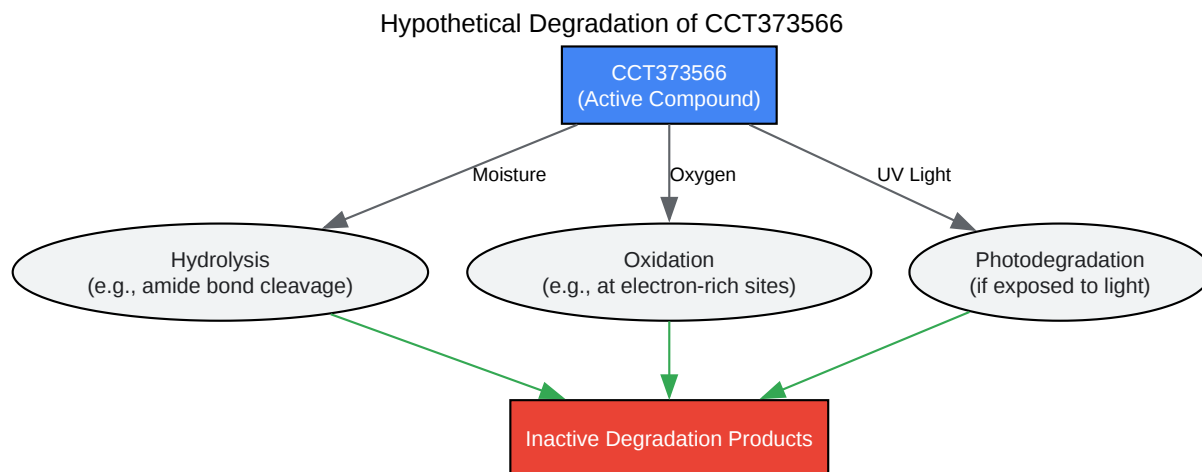 Hypothetical Degradation of CCT373566
CCT373566
(Active Compound)
Moisture
Oxygen
UV Light
Hydrolysis
(e.g., amide bond cleavage)
Oxidation
(e.g., at electron-rich sites)
Photodegradation
(if exposed to light)
Inactive Degradation Products